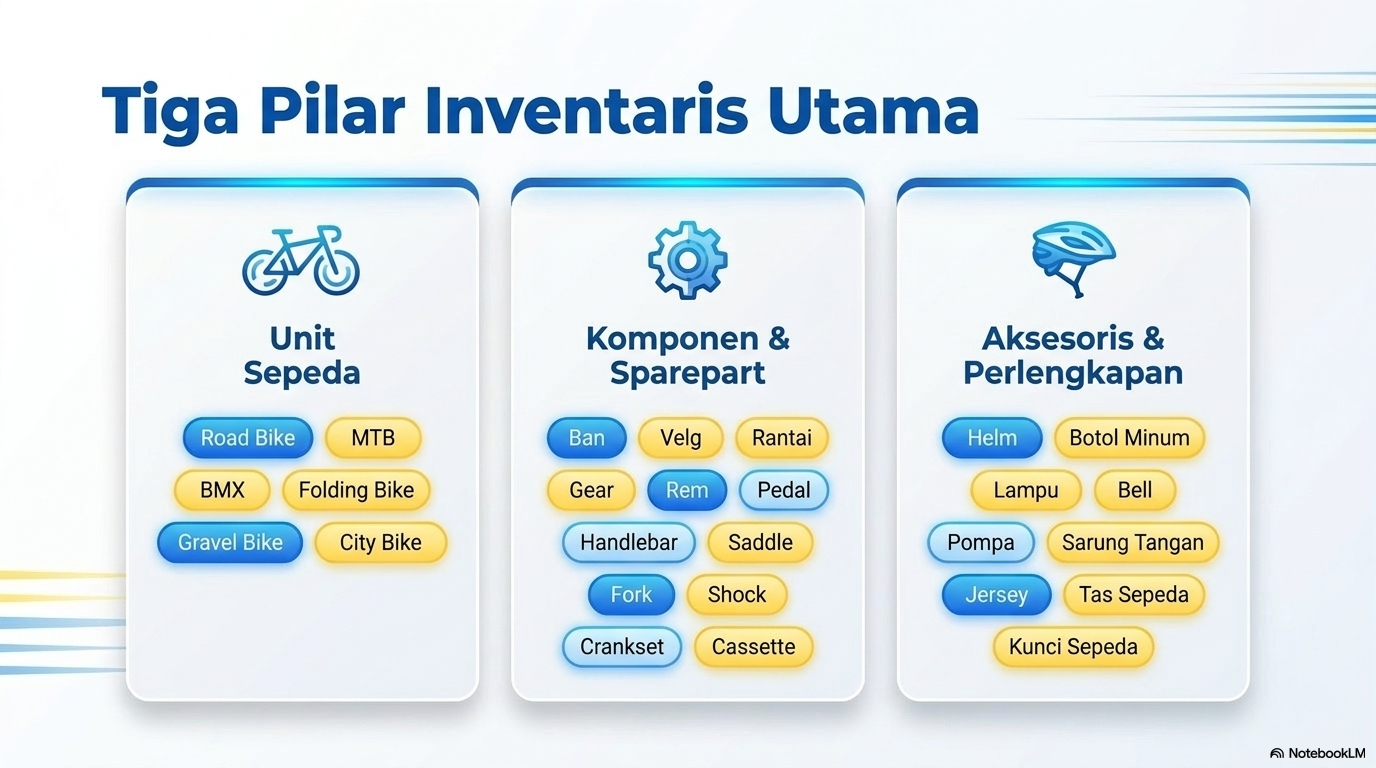 Tiga Pilar Inventaris Utama
Unit
Sepeda
Road Bike
MTB
BMX
Folding Bike
Gravel Bike
City Bike
Komponen &
Sparepart
Ban
Velg
Rantai
Gear
Rem
Pedal
Handlebar
Saddle
Fork
Shock
Crankset
Cassette
Aksesoris &
Perlengkapan
Helm
Botol Minum
Lampu
Bell
Pompa
Sarung Tangan
Jersey
Tas Sepeda
Kunci Sepeda
NotebookLM